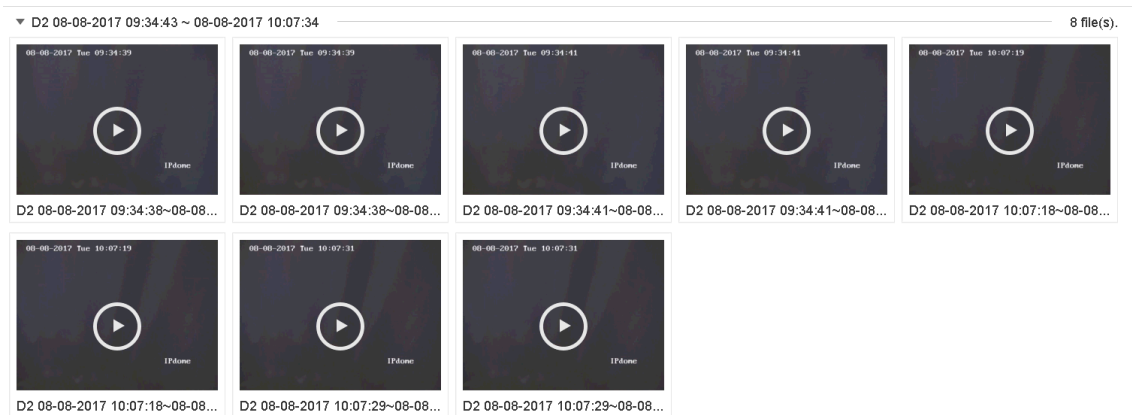 D2 08-08-2017 09:34:43 ~ 08-08-2017 10:07:34 8 file(s).
08-08-2017 Tue 09:34:39
IPdome
D2 08-08-2017 09:34:38~08-08...
08-08-2017 Tue 09:34:39
IPdome
D2 08-08-2017 09:34:38~08-08...
08-08-2017 Tue 09:34:41
IPdome
D2 08-08-2017 09:34:41~08-08...
08-08-2017 Tue 09:34:41
IPdome
D2 08-08-2017 09:34:41~08-08...
08-08-2017 Tue 10:07:19
IPdome
D2 08-08-2017 10:07:18~08-08...
08-08-2017 Tue 10:07:19
IPdome
D2 08-08-2017 10:07:18~08-08...
08-08-2017 Tue 10:07:31
IPdome
D2 08-08-2017 10:07:29~08-08...
08-08-2017 Tue 10:07:31
IPdome
D2 08-08-2017 10:07:29~08-08...